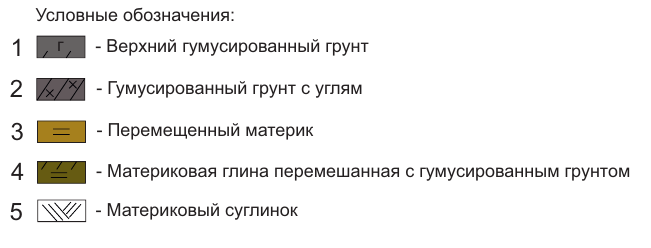 Условные обозначения:
1 Г - Верхний гумусированный грунт
2 - Гумусированный грунт с углям
3 - Перемещенный материк
4 - Материковая глина перемешанная с гумусированным грунтом
5 - Материковый суглинок